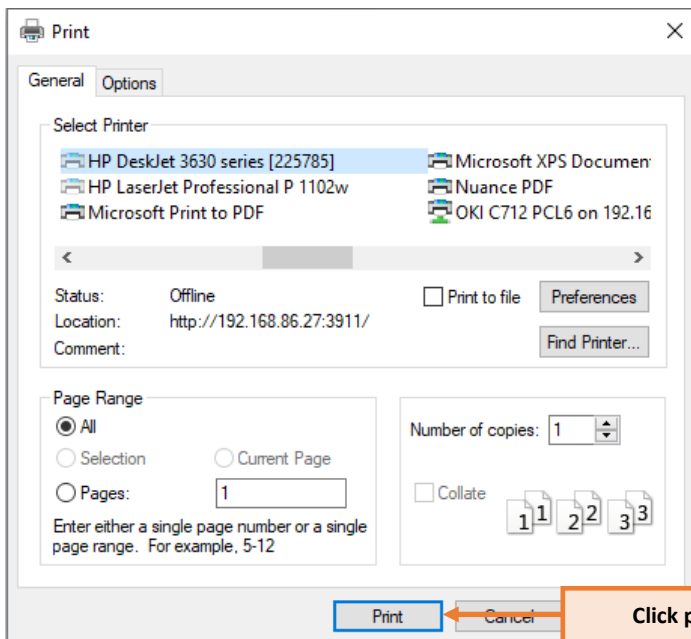 Print
General Options
Select Printer
HP DeskJet 3630 series [225785] Microsoft XPS Documen
HP LaserJet Professional P 1102w Nuance PDF
Microsoft Print to PDF OKI C712 PCL6 on 192.16
Status: Offline Print to file Preferences
Location: http://192.168.86.27:3911/
Comment: Find Printer...
Page Range
All
Number of copies: 1
Selection Current Page
Pages: 1
Collate 1 1 2 2 3 3
Enter either a single page number or a single
page range. For example, 5-12
Print Cancel Click p